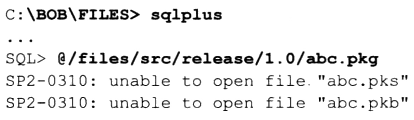 C:\BOB\FILES> sqlplus
...
SQL> @/files/src/release/1.0/abc.pkg
SP2-0310: unable to open file "abc.pks"
SP2-0310: unable to open file "abc.pkb"